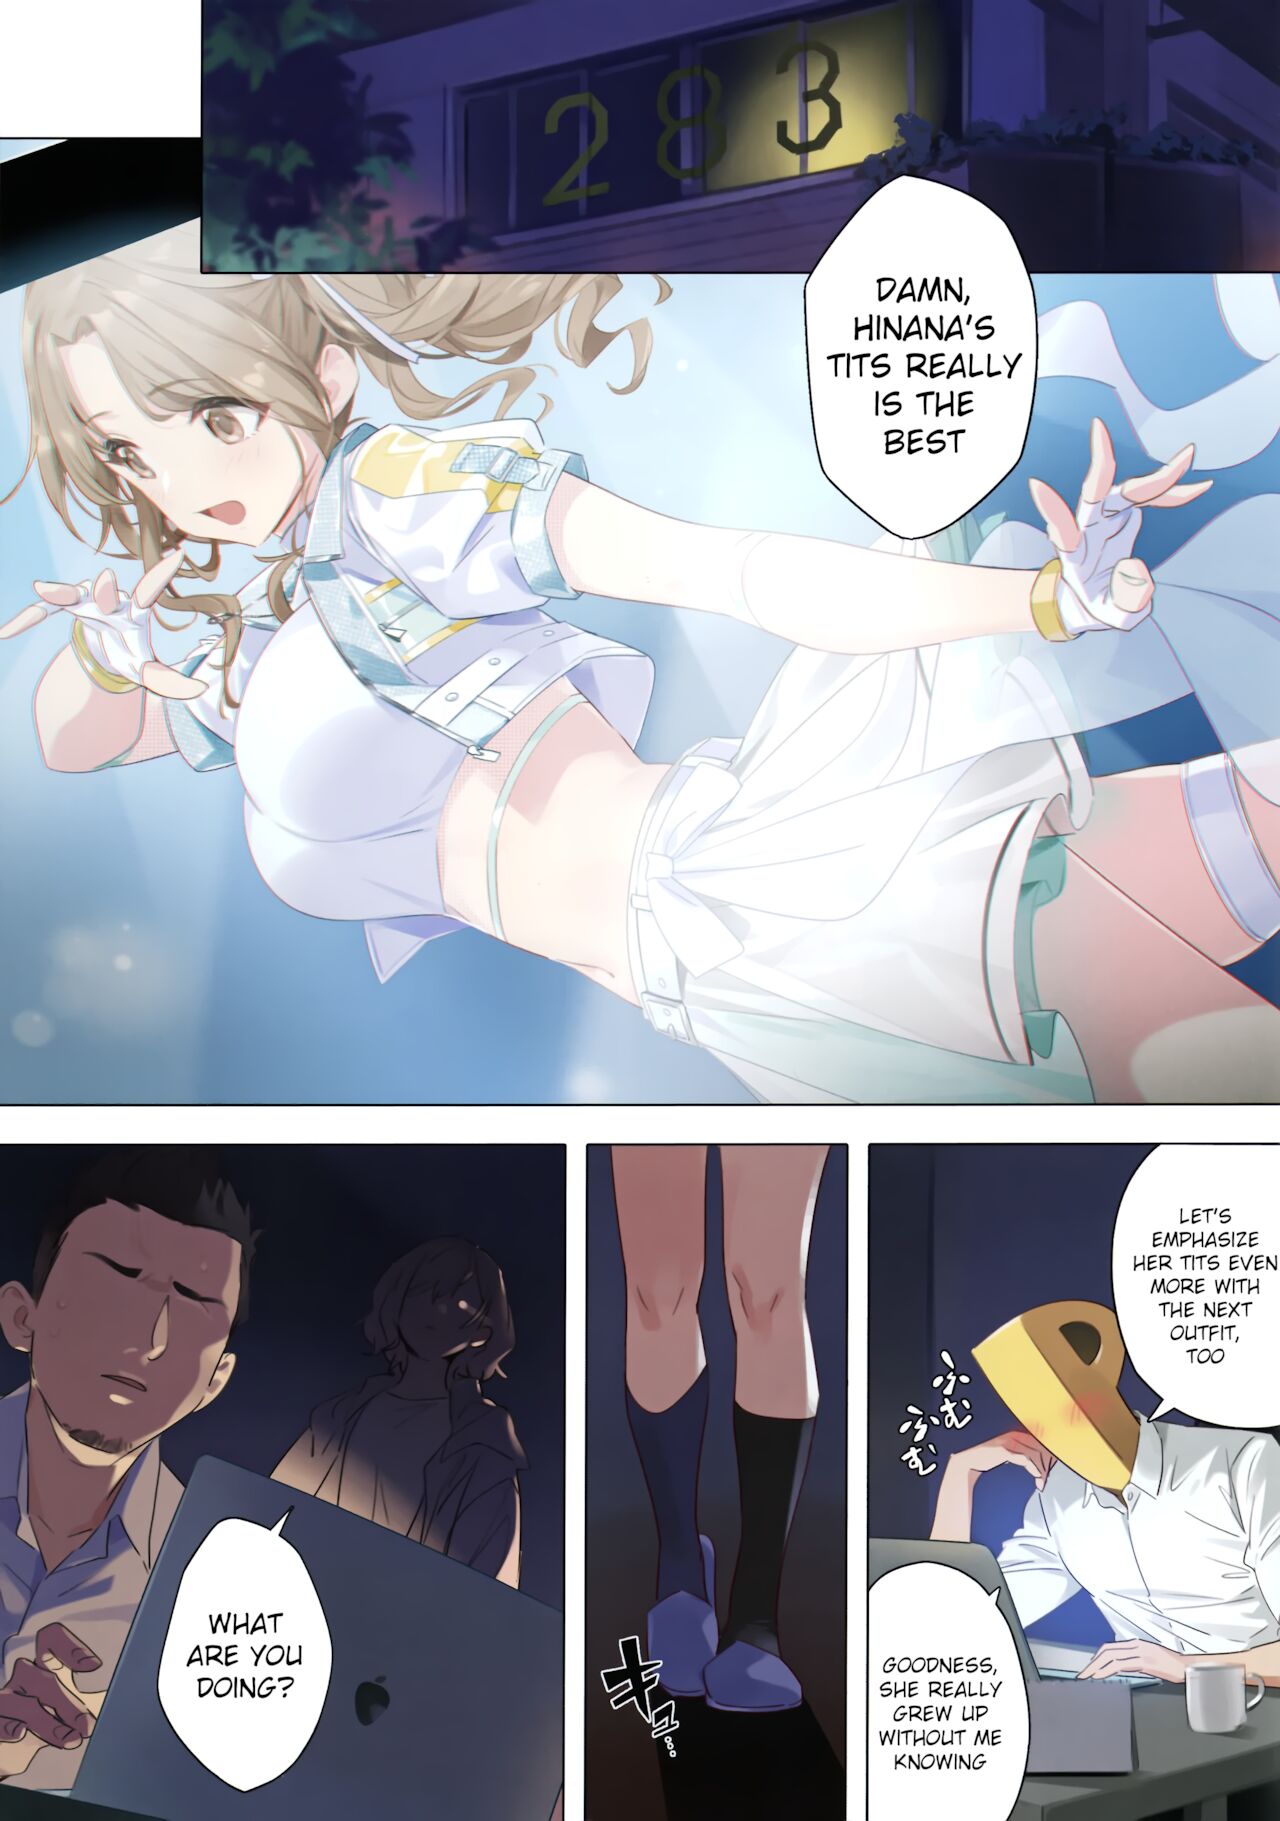 283
DAMN,
HINANA'S
TITS REALLY
IS THE
BEST
LET'S
EMPHASIZE
HER TITS EVEN
MORE WITH
THE NEXT
OUTFIT,
TOO
ふむ
ふむ
GOODNESS,
SHE REALLY
GREW UP
WITHOUT ME
KNOWING
キュ…
WHAT
ARE YOU
DOING?